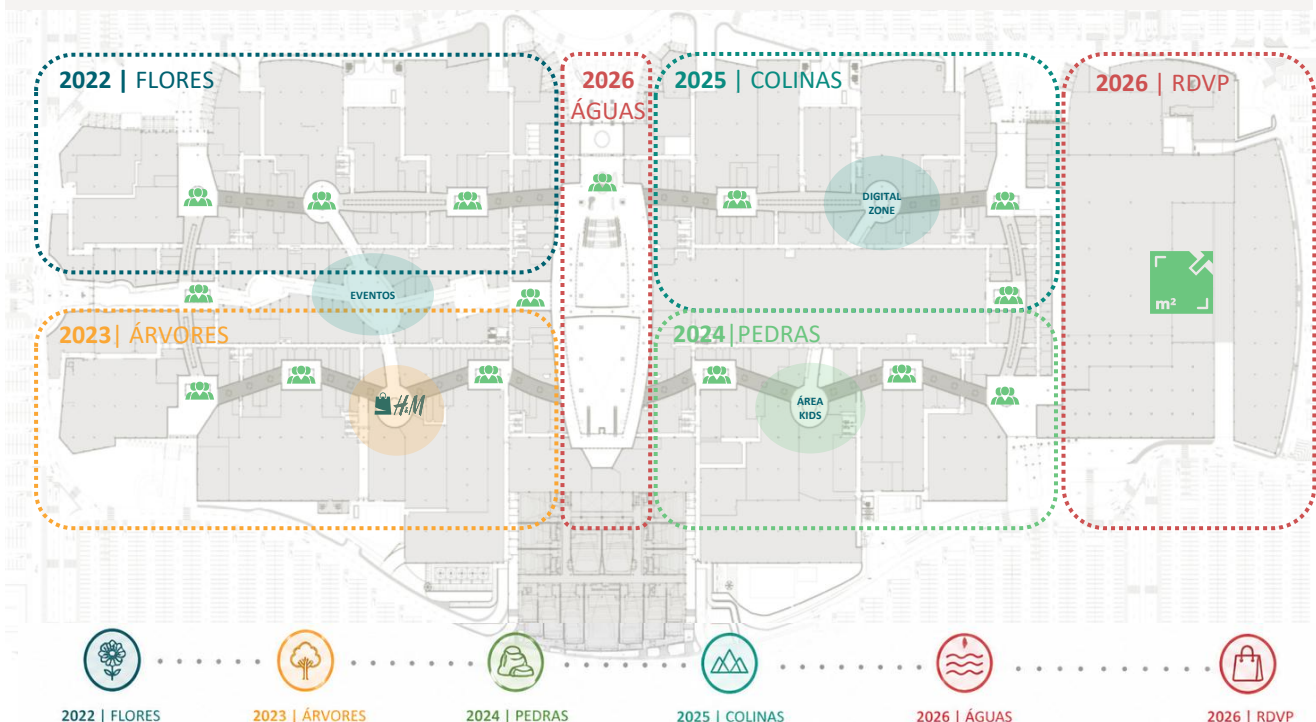 2022 | FLORES
2026
ÁGUAS
2025 | COLINAS
2026 | RDVP
DIGITAL
ZONE
EVENTOS
m²
2023| ÁRVORES
2024|PEDRAS
H&M
ÁREA
KIDS
2022 | FLORES
2023 | ÁRVORES
2024 | PEDRAS
2025 | COLINAS
2026 | ÁGUAS
2026 | RDVP